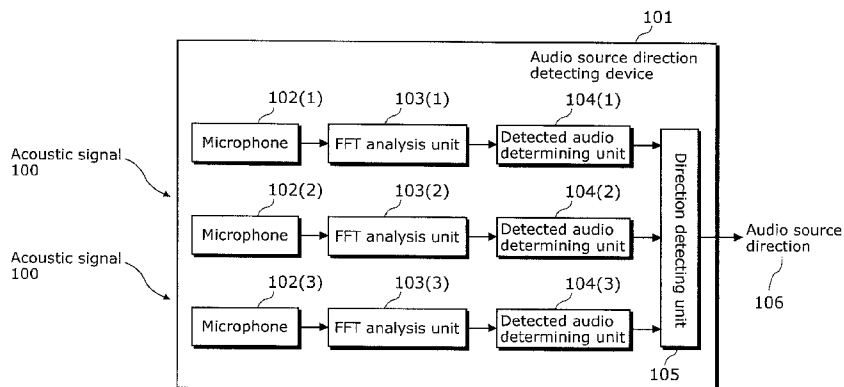 101
Audio source direction
detecting device
102(1)
103(1)
104(1)
Microphone
FFT analysis unit
Detected audio
determining unit
Acoustic signal
100
102(2)
103(2)
104(2)
Microphone
FFT analysis unit
Detected audio
determining unit
Direction detecting unit
Audio source
direction
106
Acoustic signal
100
102(3)
103(3)
104(3)
Microphone
FFT analysis unit
Detected audio
determining unit
105